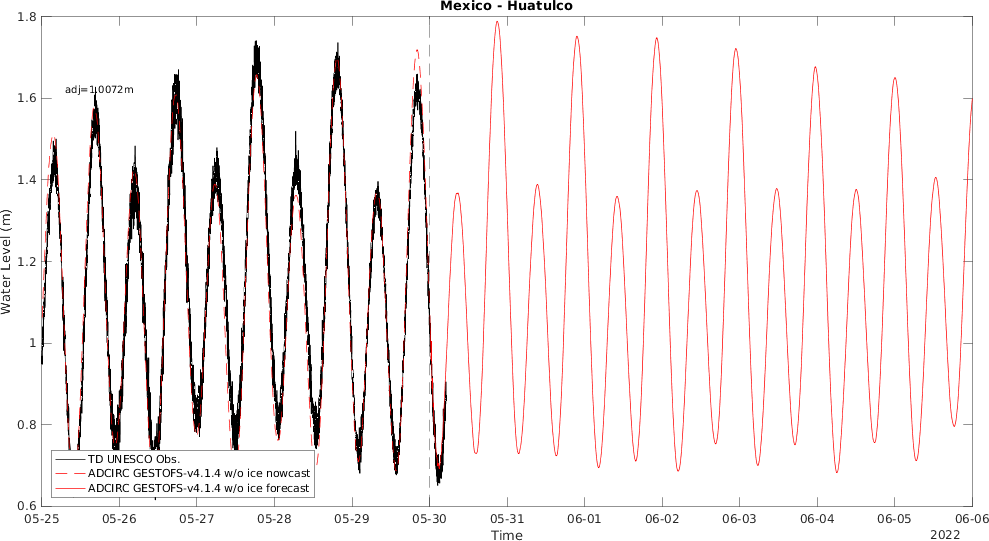 Mexico - Huatulco
1.8
1.6
1.4
1.2
1
0.8
0.6
Water Level (m)
adj=1.0072m
TD UNESCO Obs.
ADCIRC GESTOFS-v4.1.4 w/o ice nowcast
ADCIRC GESTOFS-v4.1.4 w/o ice forecast
05-25 05-26 05-27 05-28 05-29 05-30 05-31 06-01 06-02 06-03 06-04 06-05 06-06
Time
2022